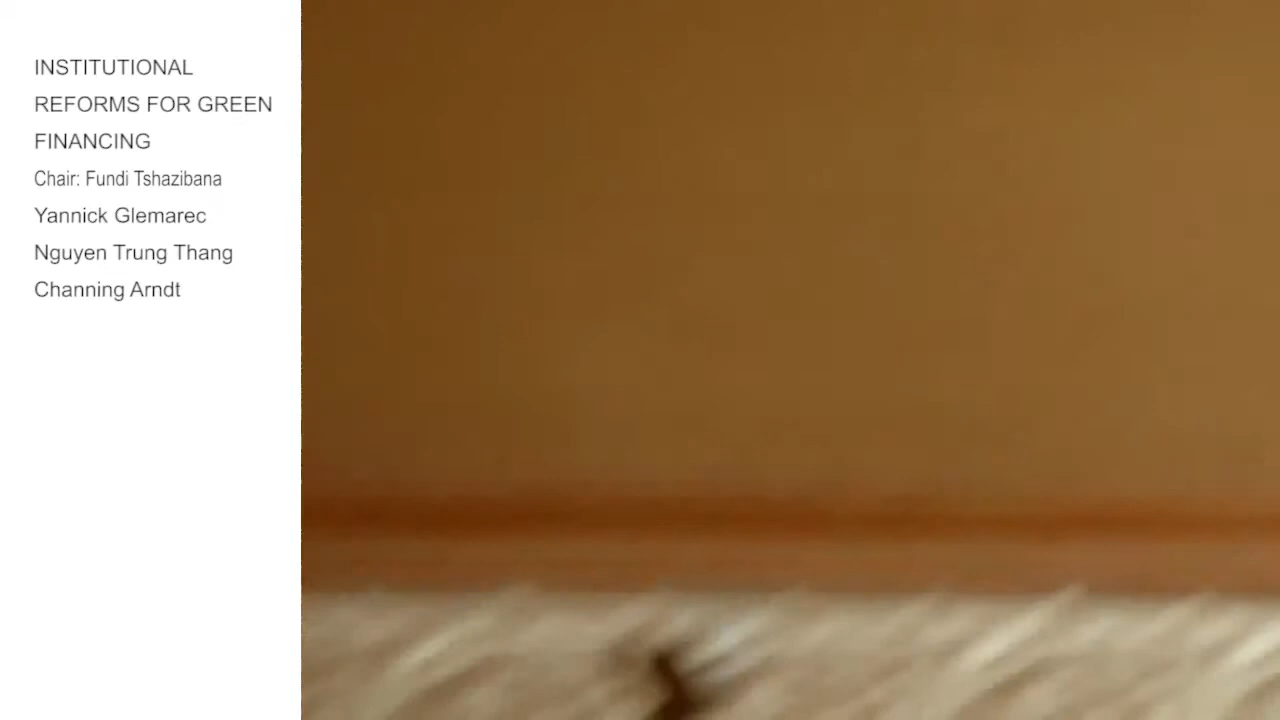 INSTITUTIONAL
REFORMS FOR GREEN
FINANCING
Chair: Fundi Tshazibana
Yannick Glemarec
Nguyen Trung Thang
Channing Arndt